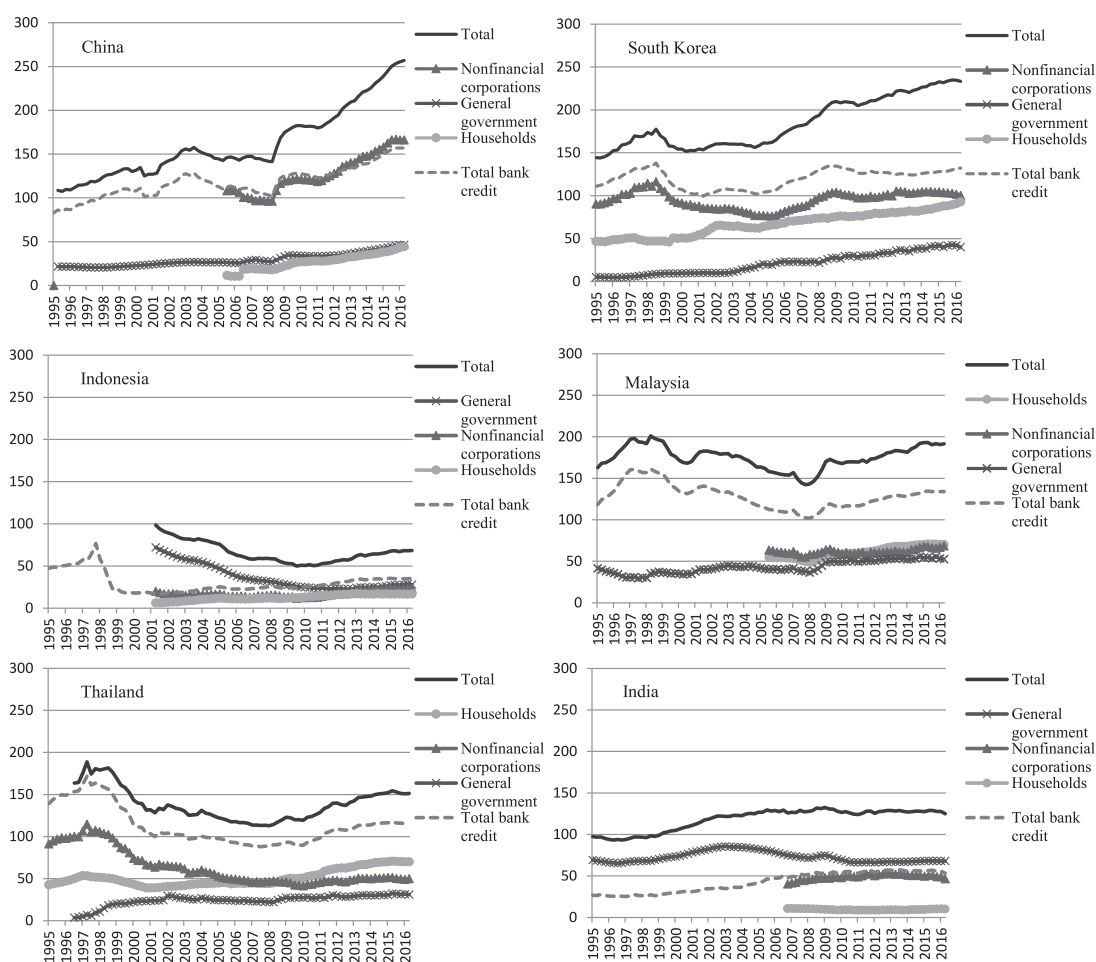 China
300
250
200
150
100
50
0
1995 1996 1997 1998 1999 2000 2001 2002 2003 2004 2005 2006 2007 2008 2009 2010 2011 2012 2013 2014 2015 2016
Total
Nonfinancial
corporations
General
government
Households
Total bank
credit
South Korea
300
250
200
150
100
50
0
1995 1996 1997 1998 1999 2000 2001 2002 2003 2004 2005 2006 2007 2008 2009 2010 2011 2012 2013 2014 2015 2016
Total
Nonfinancial
corporations
General
government
Households
Total bank
credit
Indonesia
300
250
200
150
100
50
0
1995 1996 1997 1998 1999 2000 2001 2002 2003 2004 2005 2006 2007 2008 2009 2010 2011 2012 2013 2014 2015 2016
Total
General
government
Nonfinancial
corporations
Households
Total bank
credit
Malaysia
300
250
200
150
100
50
0
1995 1996 1997 1998 1999 2000 2001 2002 2003 2004 2005 2006 2007 2008 2009 2010 2011 2012 2013 2014 2015 2016
Total
Households
Nonfinancial
corporations
General
government
Total bank
credit
Thailand
300
250
200
150
100
50
0
1995 1996 1997 1998 1999 2000 2001 2002 2003 2004 2005 2006 2007 2008 2009 2010 2011 2012 2013 2014 2015 2016
Total
Households
Nonfinancial
corporations
General
government
Total bank
credit
India
300
250
200
150
100
50
0
1995 1996 1997 1998 1999 2000 2001 2002 2003 2004 2005 2006 2007 2008 2009 2010 2011 2012 2013 2014 2015 2016
Total
General
government
Nonfinancial
corporations
Households
Total bank
credit